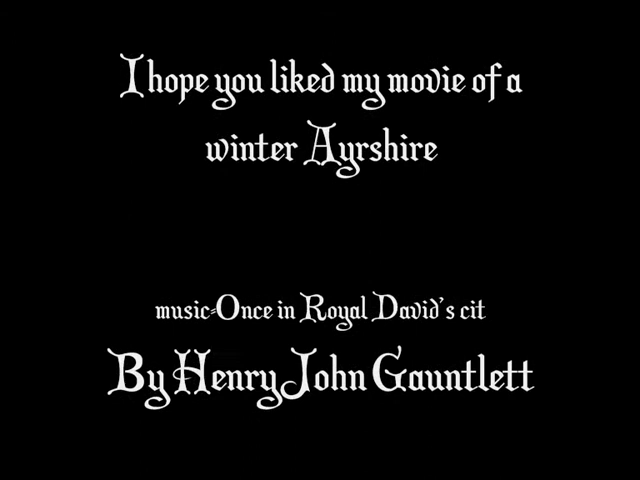 I hope you liked my movie of a
winter Ayrshire
music-Once in Royal David's cit
By Henry John Gauntlett